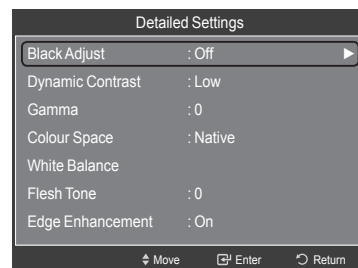 Detailed Settings
Black Adjust : Off
Dynamic Contrast : Low
Gamma : 0
Colour Space : Native
White Balance
Flesh Tone : 0
Edge Enhancement : On
Move Enter Return